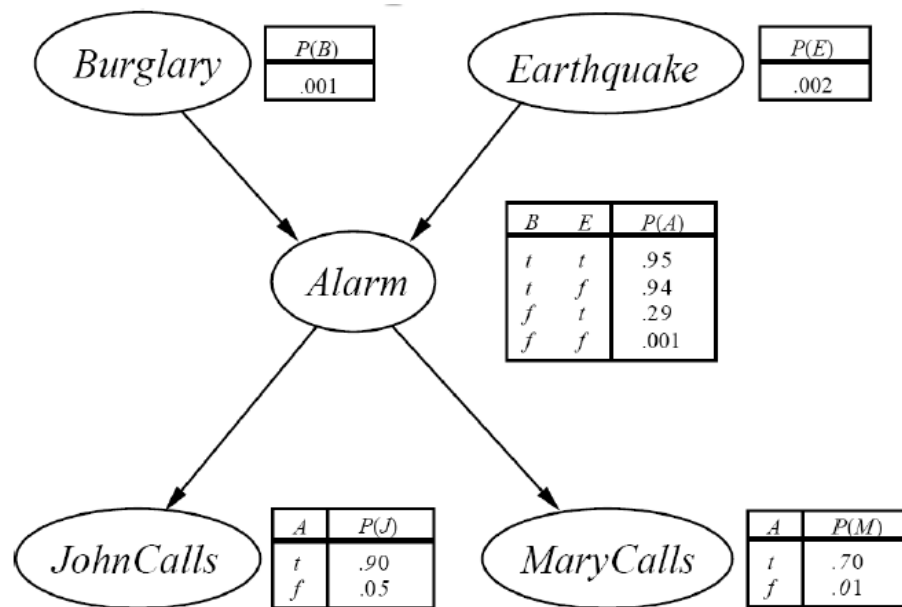 Burglary
P(B)
.001
Earthquake
P(E)
.002
Alarm
B E P(A)
t t .95
t f .94
f t .29
f f .001
JohnCalls
A P(J)
t .90
f .05
MaryCalls
A P(M)
t .70
f .01